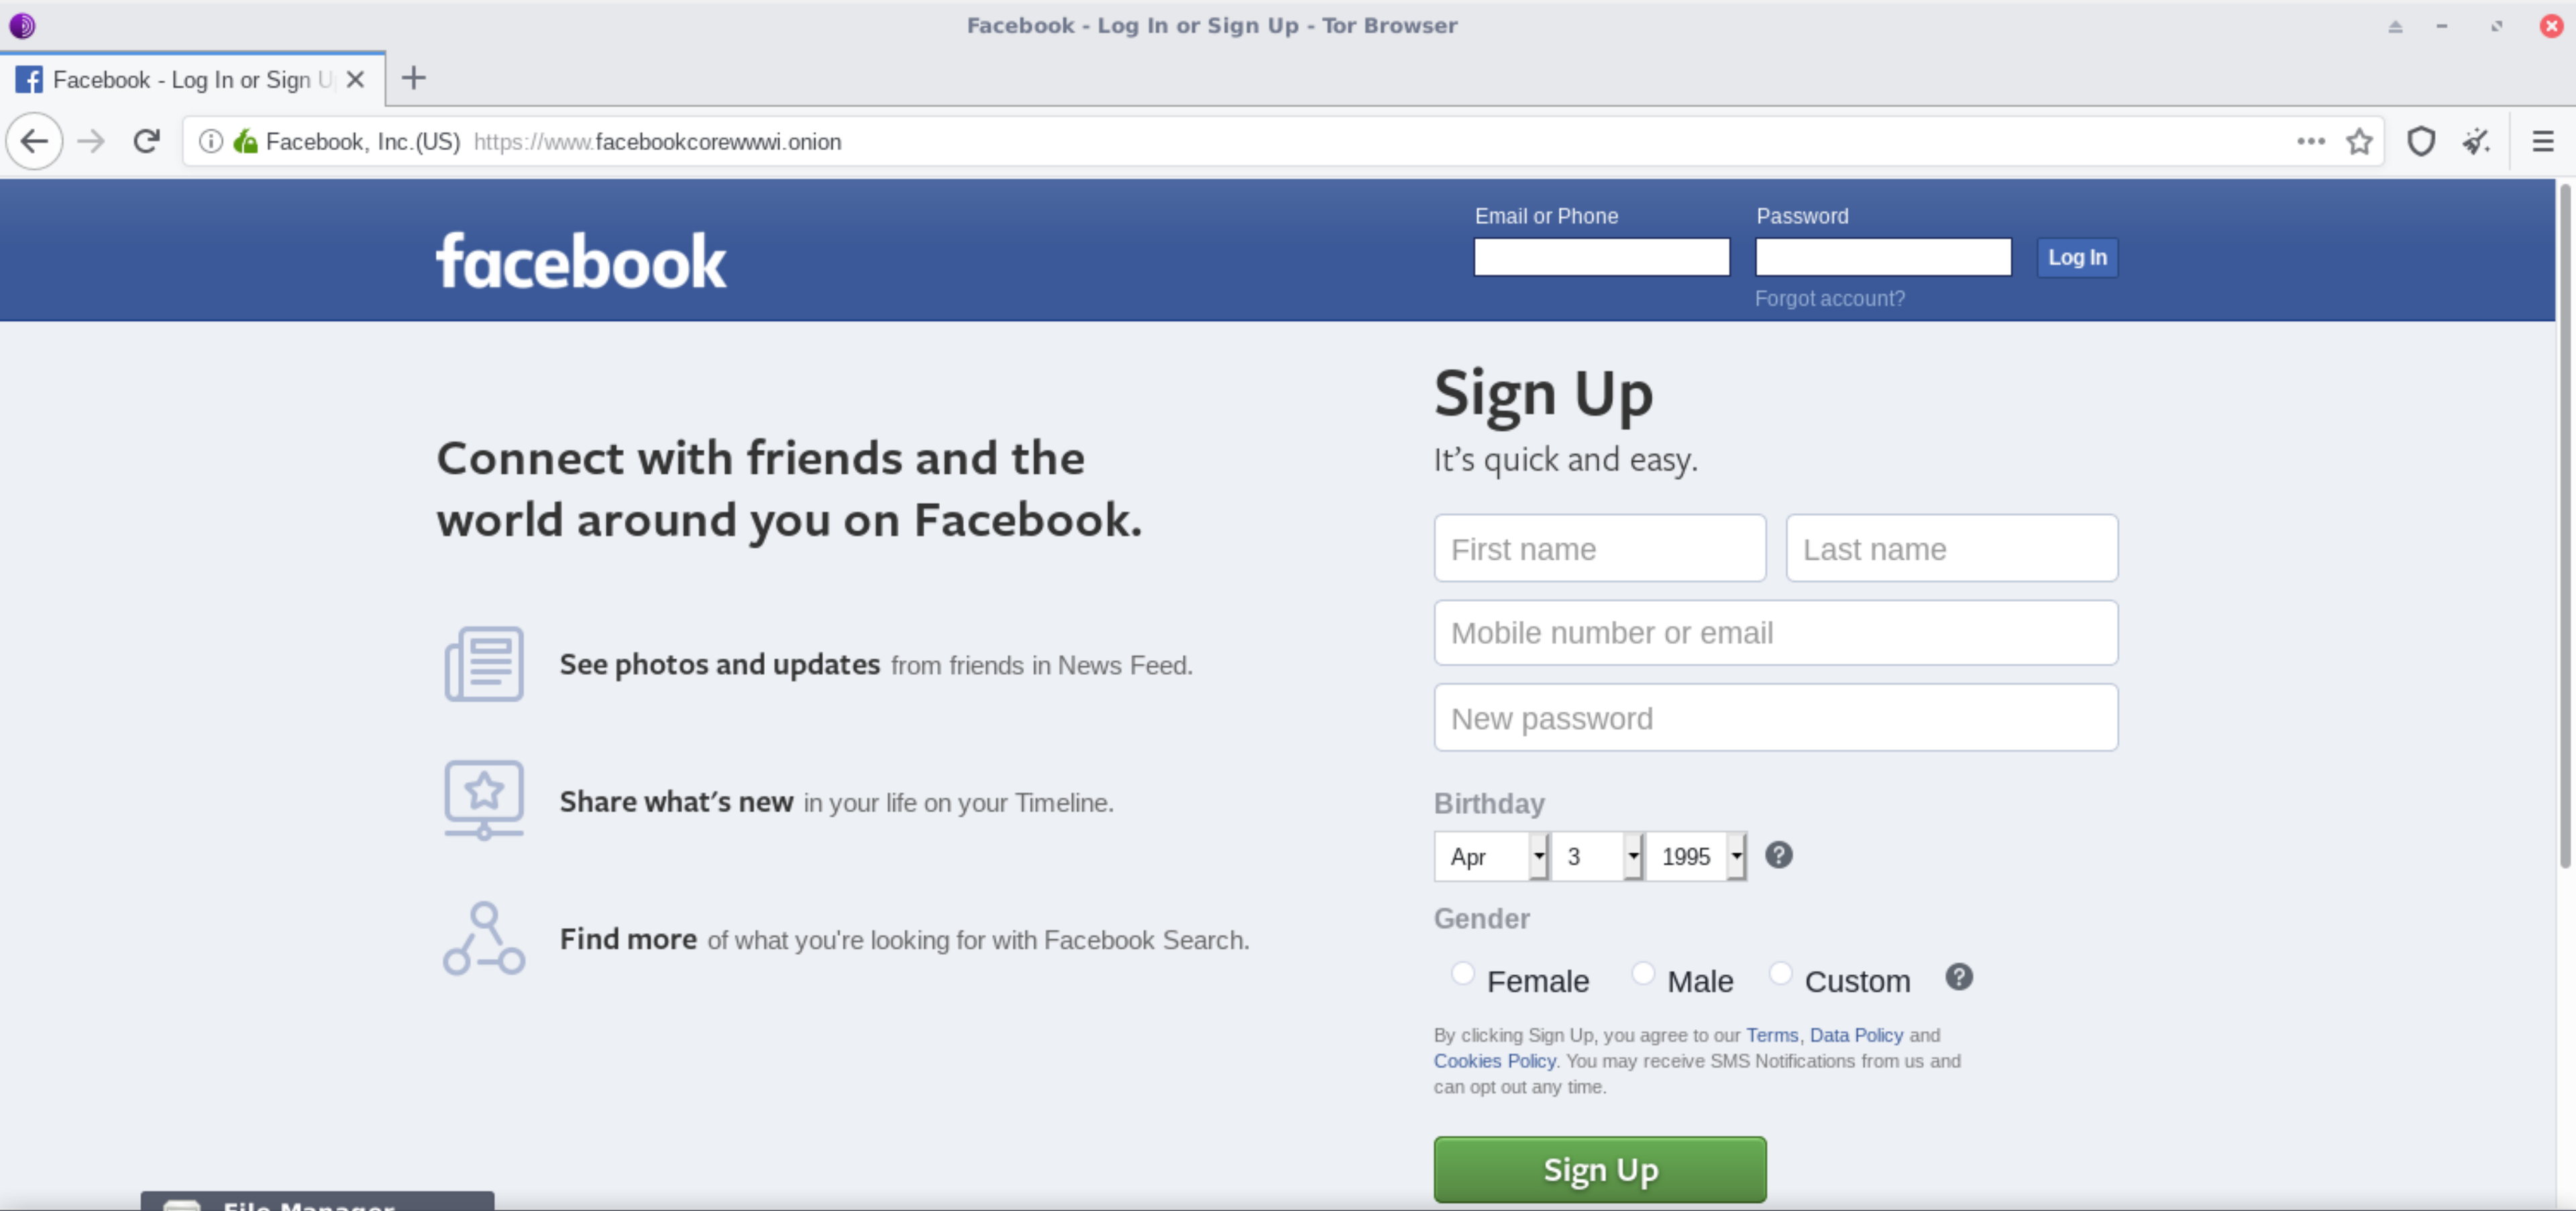 Facebook - Log In or Sign Up - Tor Browser
Facebook - Log In or Sign U
Facebook, Inc.(US) https://www.facebookcorewwwi.onion
facebook
Email or Phone
Password
Log In
Forgot account?
Connect with friends and the
world around you on Facebook.
See photos and updates from friends in News Feed.
Share what's new in your life on your Timeline.
Find more of what you're looking for with Facebook Search.
Sign Up
It's quick and easy.
First name
Last name
Mobile number or email
New password
Birthday
Apr 3 1995
Gender
Female Male Custom
By clicking Sign Up, you agree to our Terms, Data Policy and
Cookies Policy. You may receive SMS Notifications from us and
can opt out any time.
Sign Up
File Manager